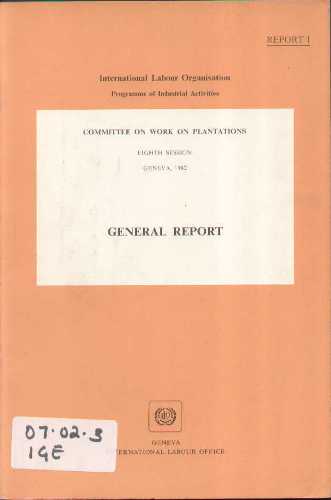 REPORT I
International Labour Organisation
Programme of Industrial Activities
COMMITTEE ON WORK ON PLANTATIONS
EIGHTH SESSION
GENEVA, 1982
GENERAL REPORT
07.02.3
IGE
GENEVA
INTERNATIONAL LABOUR OFFICE